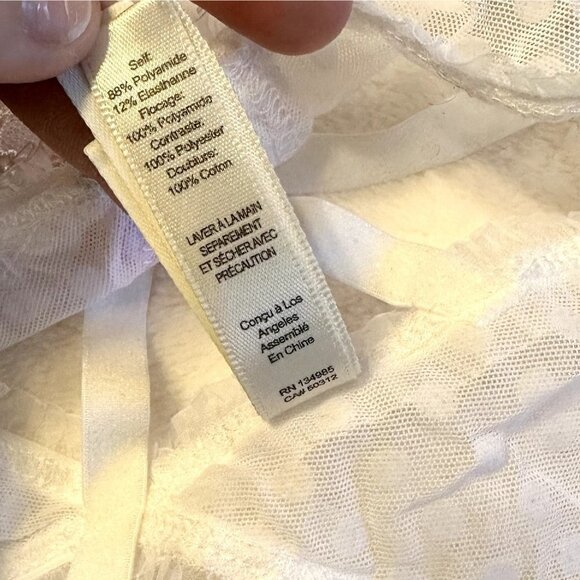 Self:
88% Polyamide
12% Elasthanne
Flocage:
100% Polyamide
Contraste:
100% Polyester
Doublure:
100% Coton
LAVER À LA MAIN
SEPAREMENT
ET SÉCHER AVEC
PRÉCAUTION
Conçu à Los
Angeles
Assemblé
En Chine
RN 134985
CA# 50312